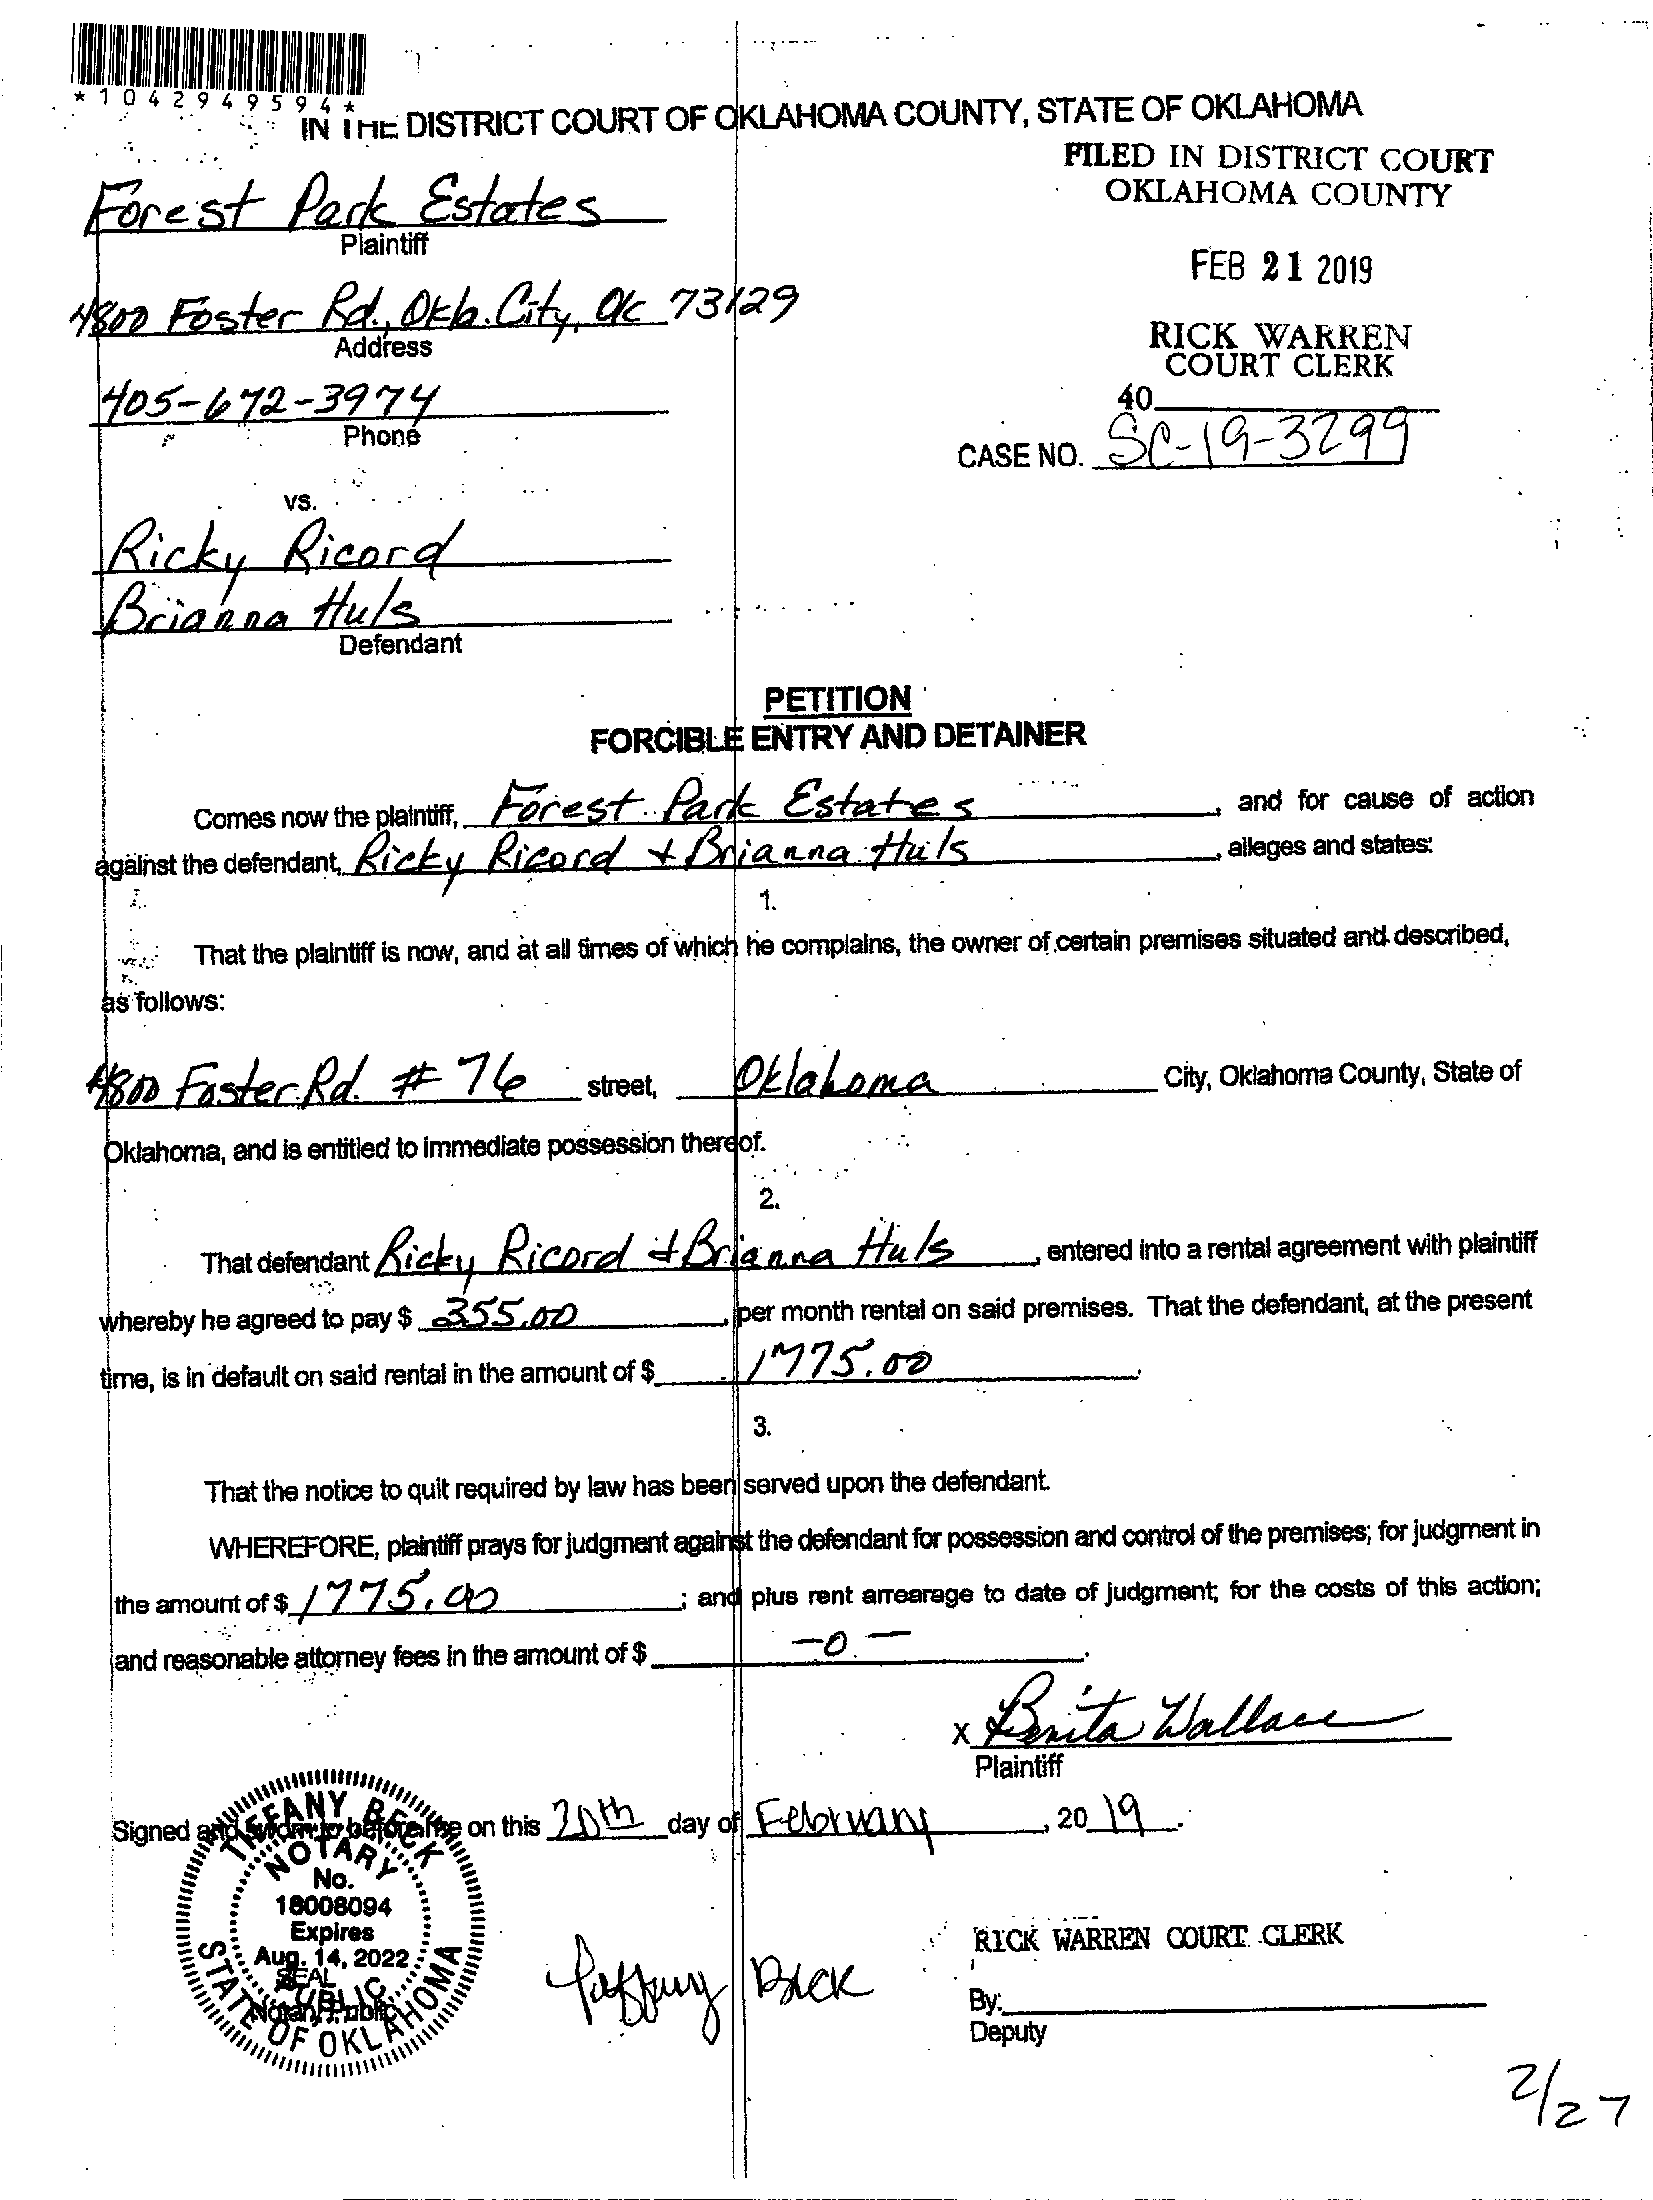 *1042949594*
IN THE DISTRICT COURT OF OKLAHOMA COUNTY, STATE OF OKLAHOMA
FILED IN DISTRICT COURT
OKLAHOMA COUNTY
FEB 21 2019
RICK WARREN
COURT CLERK
40
CASE NO. SC-19-3299
Forest Park Estates
Plaintiff
4800 Foster Rd., Okla. City, Ok 73129
Address
405-672-3974
Phone
vs.
Ricky Ricord
Brianna Huls
Defendant
PETITION
FORCIBLE ENTRY AND DETAINER
Comes now the plaintiff, Forest Park Estates, and for cause of action
against the defendant, Ricky Ricord + Brianna Huls, alleges and states:
1.
That the plaintiff is now, and at all times of which he complains, the owner of certain premises situated and described,
as follows:
4800 Foster Rd. # 76 street, Oklahoma City, Oklahoma County, State of
Oklahoma, and is entitled to immediate possession thereof.
2.
That defendant Ricky Ricord + Brianna Huls, entered into a rental agreement with plaintiff
whereby he agreed to pay $ 355.00 per month rental on said premises. That the defendant, at the present
time, is in default on said rental in the amount of $ 1775.00.
3.
That the notice to quit required by law has been served upon the defendant.
WHEREFORE, plaintiff prays for judgment against the defendant for possession and control of the premises; for judgment in
the amount of $ 1775.00; and plus rent arrearage to date of judgment; for the costs of this action;
and reasonable attorney fees in the amount of $ -0-.
x Benita Wallace
Plaintiff
Signed and sworn to before me on this 20th day of February, 2019.
TIFFANY BECK
NOTARY
No.
18008094
Expires
Aug. 14, 2022
SEAL
PUBLIC
Notary Public
STATE OF OKLAHOMA
Tiffany Beck
RICK WARREN COURT CLERK
By:
Deputy
2/27